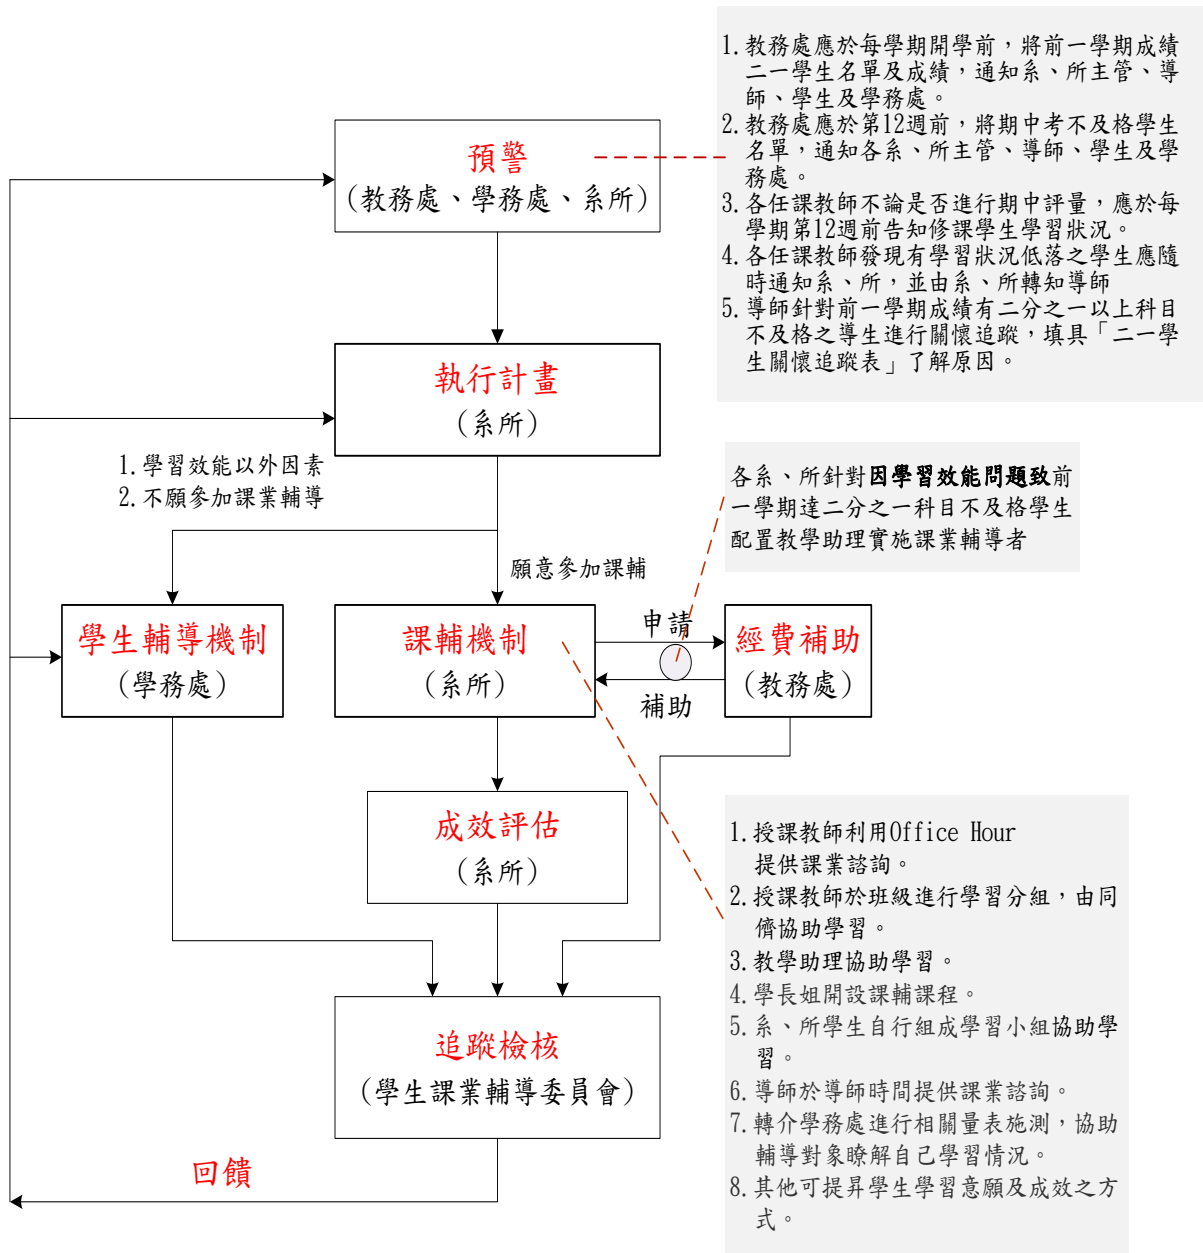 1.教務處應於每學期開學前，將前一學期成績
二一學生名單及成績，通知系、所主管、導
師、學生及學務處。
2.教務處應於第12週前，將期中考不及格學生
名單，通知各系、所主管、導師、學生及學
務處。
3.各任課教師不論是否進行期中評量，應於每
學期第12週前告知修課學生學習狀況。
4.各任課教師發現有學習狀況低落之學生應隨
時通知系、所，並由系、所轉知導師
5.導師針對前一學期成績有二分之一以上科目
不及格之導生進行關懷追蹤，填具「二一學
生關懷追蹤表」了解原因。
預警
（教務處、學務處、系所）
執行計畫
（系所）
1.學習效能以外因素
2.不願參加課業輔導
各系、所針對因學習效能問題致前
一學期達二分之一科目不及格學生
配置教學助理實施課業輔導者
願意參加課輔
學生輔導機制
（學務處）
課輔機制
（系所）
申請
補助
經費補助
（教務處）
成效評估
（系所）
1.授課教師利用Office Hour
提供課業諮詢。
2.授課教師於班級進行學習分組，由同
儕協助學習。
3.教學助理協助學習。
4.學長姐開設課輔課程。
5.系、所學生自行組成學習小組協助學
習。
6.導師於導師時間提供課業諮詢。
7.轉介學務處進行相關量表施測，協助
輔導對象瞭解自己學習情況。
8.其他可提昇學生學習意願及成效之方
式。
追蹤檢核
（學生課業輔導委員會）
回饋